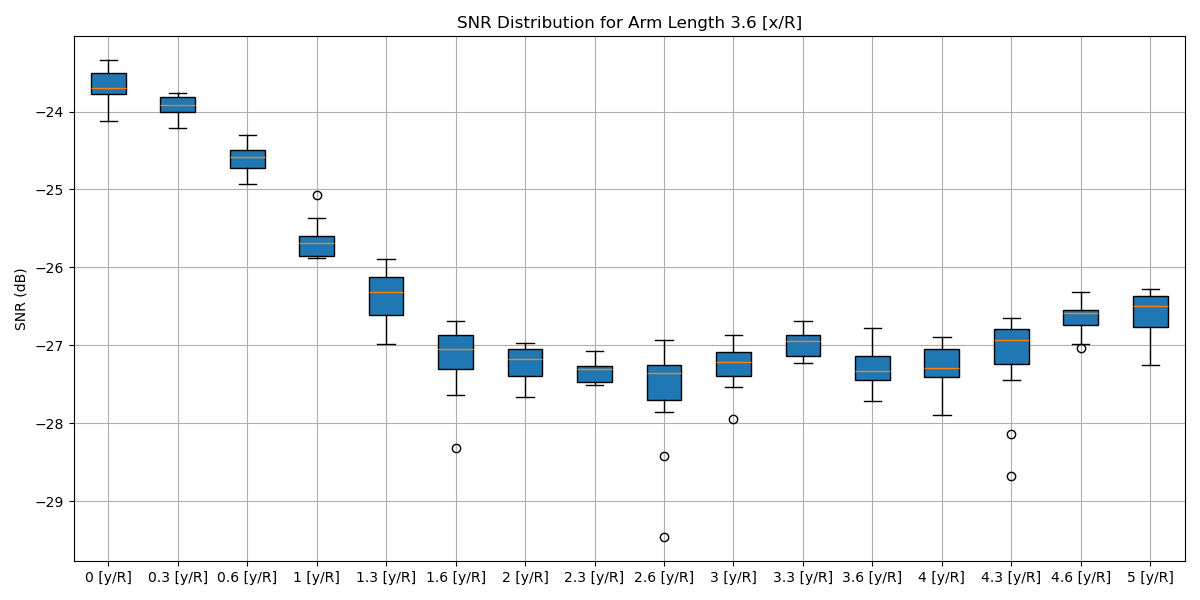 SNR Distribution for Arm Length 3.6 [x/R]
SNR (dB)
−24
−25
−26
−27
−28
−29
0 [y/R] 0.3 [y/R] 0.6 [y/R] 1 [y/R] 1.3 [y/R] 1.6 [y/R] 2 [y/R] 2.3 [y/R] 2.6 [y/R] 3 [y/R] 3.3 [y/R] 3.6 [y/R] 4 [y/R] 4.3 [y/R] 4.6 [y/R] 5 [y/R]